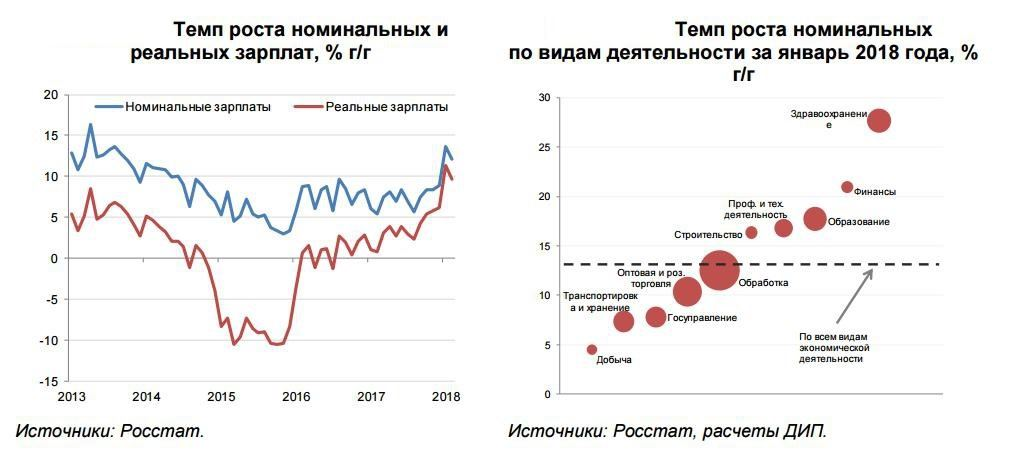 Темп роста номинальных и
реальных зарплат, % г/г
20
15
10
5
0
-5
-10
-15
Номинальные зарплаты
Реальные зарплаты
2013
2014
2015
2016
2017
2018
Источники: Росстат.
Темп роста номинальных
по видам деятельности за январь 2018 года, %
г/г
30
25
20
15
10
5
0
Здравоохранени
е
Финансы
Проф. и тех.
деятельность
Образование
Строительство
Оптовая и роз.
торговля
Обработка
Транспортировк
а и хранение
Госуправление
Добыча
По всем видам
экономической
деятельности
Источники: Росстат, расчеты ДИП.